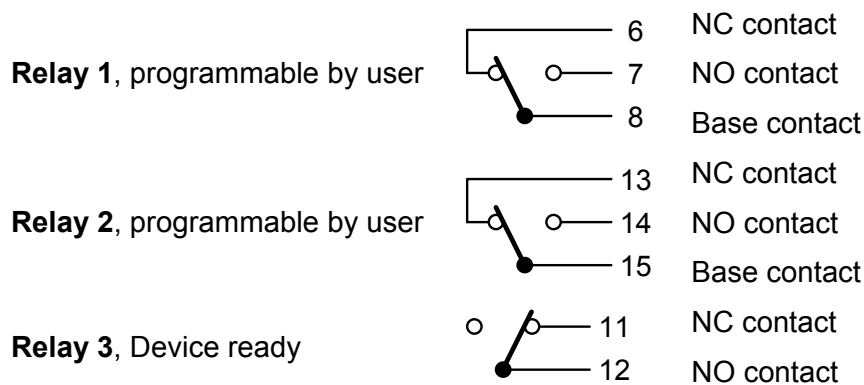 6 NC contact
Relay 1, programmable by user 7 NO contact
8 Base contact
13 NC contact
Relay 2, programmable by user 14 NO contact
15 Base contact
11 NC contact
Relay 3, Device ready
12 NO contact